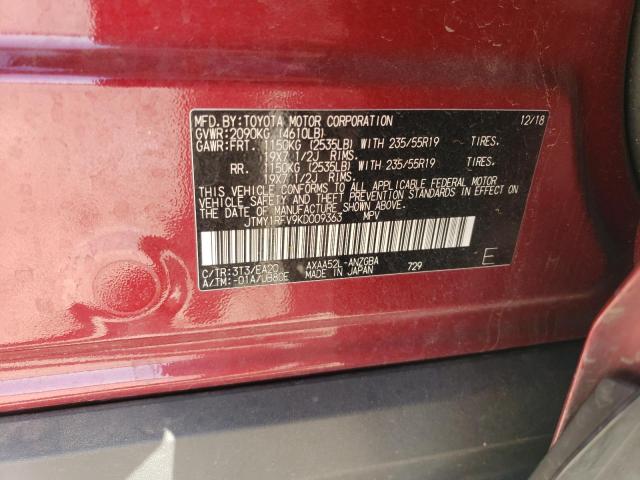 MFD. BY: TOYOTA MOTOR CORPORATION 12/18
GVWR: 2090KG (4610LB)
GAWR: FRT. 1150KG (2535LB) WITH 235/55R19 TIRES.
19X7 1/2J RIMS.
RR. 1150KG (2535LB) WITH 235/55R19 TIRES.
19X7 1/2J RIMS.
THIS VEHICLE CONFORMS TO ALL APPLICABLE FEDERAL MOTOR
VEHICLE SAFETY AND THEFT PREVENTION STANDARDS IN EFFECT
ON THE DATE OF MANUFACTURE SHOWN ABOVE.
JTMY1RFV9KD009363 MPV
C/TR: 3T3/EA20 AXAA52L-ANZGBA
A/TM: -01A/UB80E MADE IN JAPAN 729 E